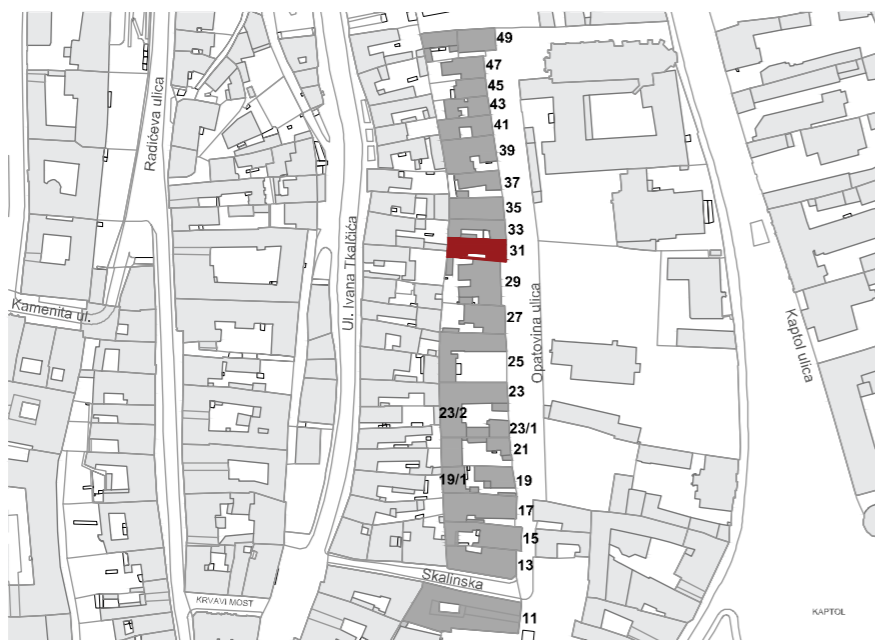 49
47
45
43
41
39
37
35
33
31
29
27
25
23
23/2
23/1
21
19/1
19
17
15
13
11
Radićeva ulica
Ul. Ivana Tkalčića
Kamenita ul.
Opatovina ulica
Kaptol ulica
Skalinska
KRVAVI MOST
KAPTOL